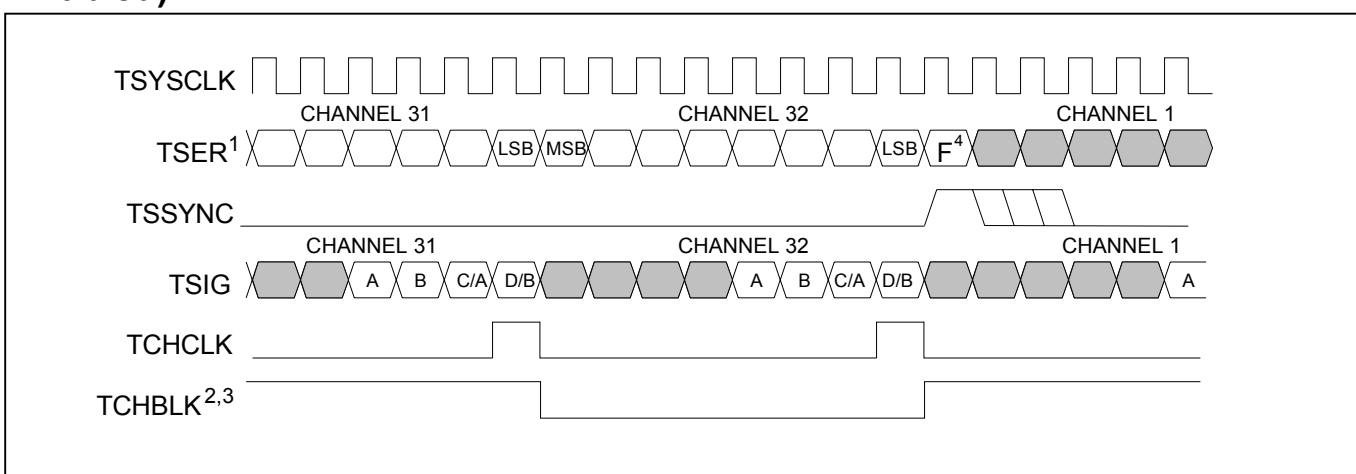 TSYSCLK
CHANNEL 31 CHANNEL 32 CHANNEL 1
TSER¹ LSB MSB LSB F⁴
TSSYNC
CHANNEL 31 CHANNEL 32 CHANNEL 1
TSIG A B C/A D/B A B C/A D/B A
TCHCLK
TCHBLK²,³